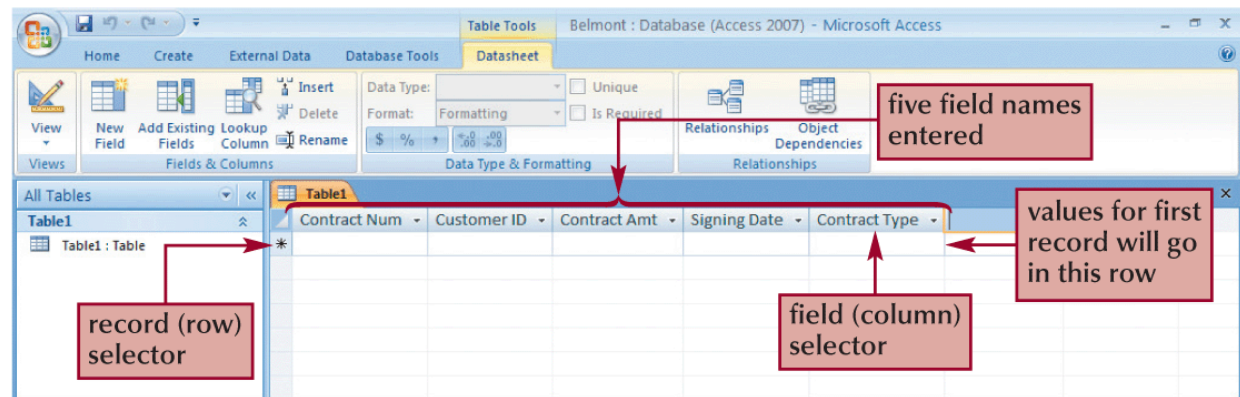 Table Tools
Belmont : Database (Access 2007) - Microsoft Access
Home Create External Data Database Tools Datasheet
View
Views
New Field
Add Existing Fields
Lookup Column
Insert
Delete
Rename
Fields & Columns
Data Type:
Format: Formatting
$ % , .0 .00 .00 .0
Unique
Is Required
Data Type & Formatting
Relationships
Object Dependencies
Relationships
five field names
entered
All Tables «
Table1
Table1 : Table
Table1
Contract Num Customer ID Contract Amt Signing Date Contract Type
*
record (row)
selector
field (column)
selector
values for first
record will go
in this row